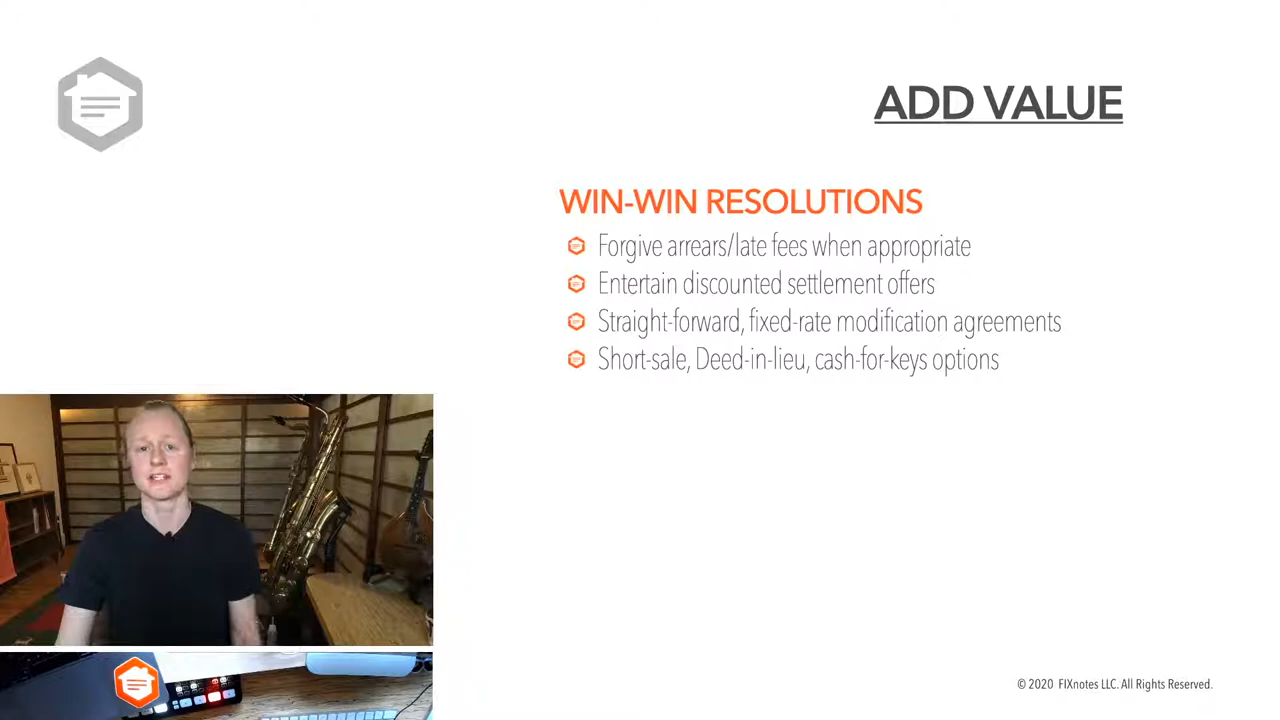 ADD VALUE
WIN-WIN RESOLUTIONS
Forgive arrears/late fees when appropriate
Entertain discounted settlement offers
Straight-forward, fixed-rate modification agreements
Short-sale, Deed-in-lieu, cash-for-keys options
© 2020 FIXnotes LLC. All Rights Reserved.